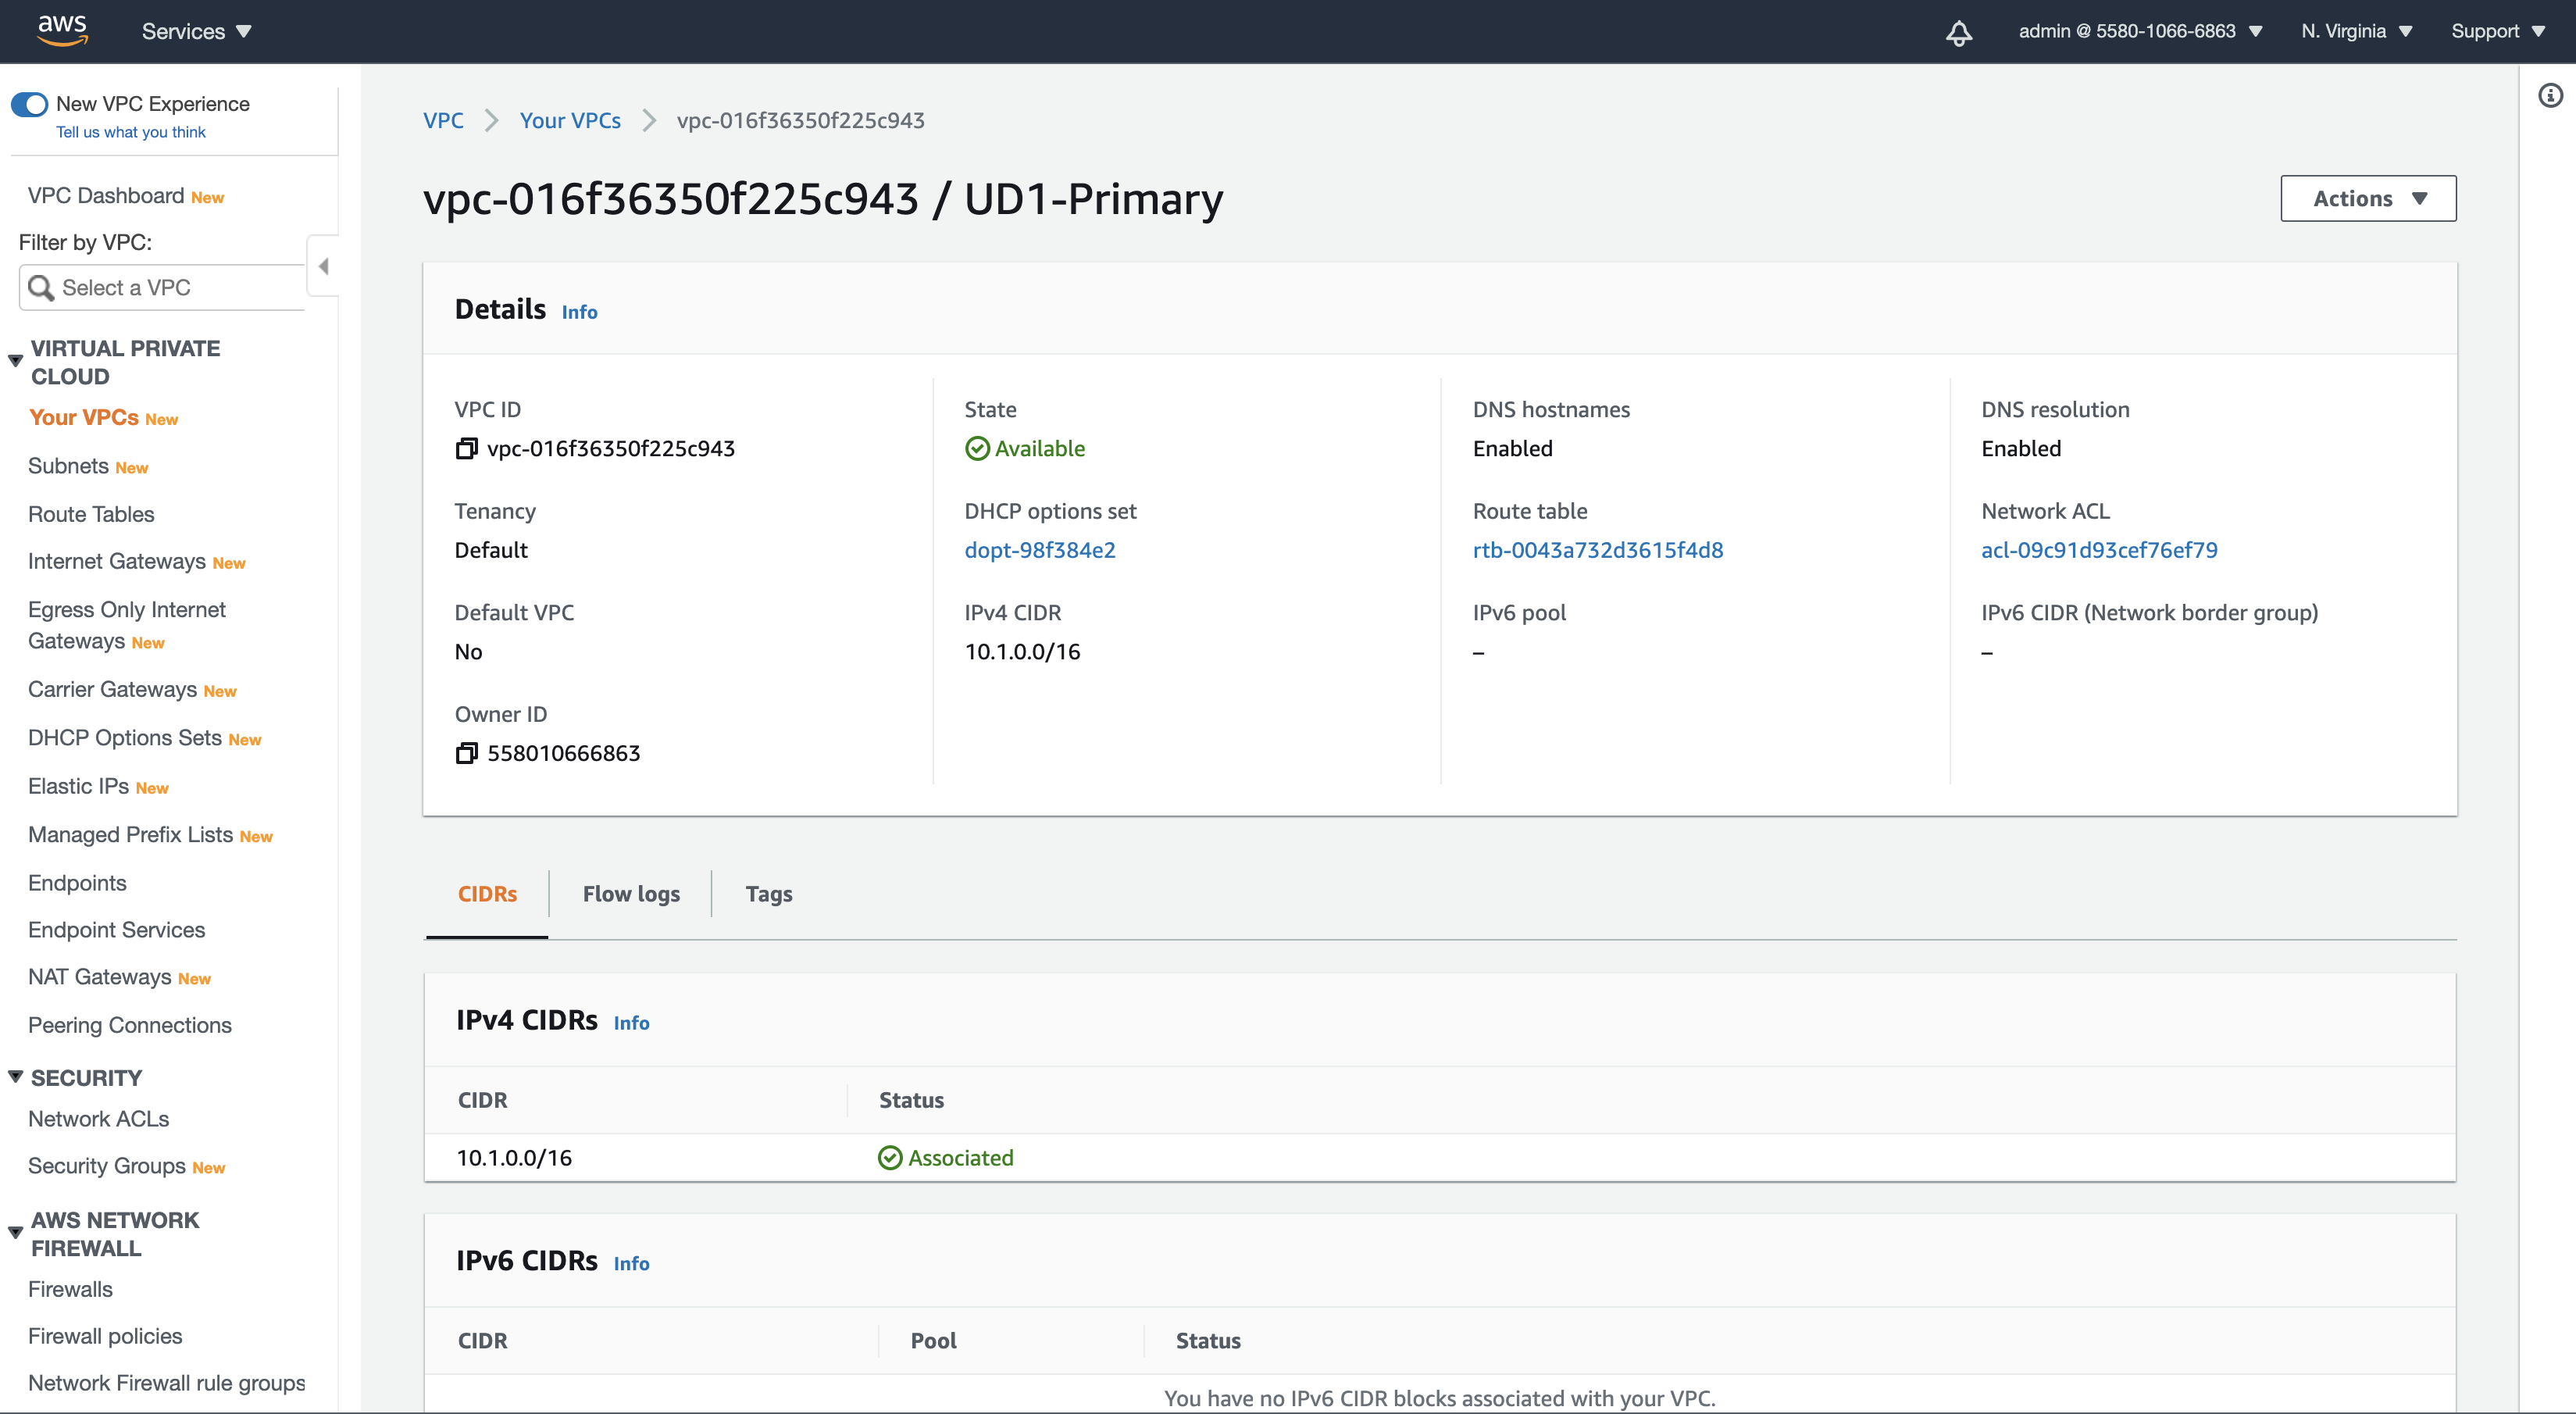 aws
Services
admin @ 5580-1066-6863
N. Virginia
Support
New VPC Experience
Tell us what you think
VPC Dashboard New
Filter by VPC:
Select a VPC
VIRTUAL PRIVATE
CLOUD
Your VPCs New
Subnets New
Route Tables
Internet Gateways New
Egress Only Internet
Gateways New
Carrier Gateways New
DHCP Options Sets New
Elastic IPs New
Managed Prefix Lists New
Endpoints
Endpoint Services
NAT Gateways New
Peering Connections
SECURITY
Network ACLs
Security Groups New
AWS NETWORK
FIREWALL
Firewalls
Firewall policies
Network Firewall rule groups
VPC
Your VPCs
vpc-016f36350f225c943
vpc-016f36350f225c943 / UD1-Primary
Actions
Details Info
VPC ID
vpc-016f36350f225c943
State
Available
DNS hostnames
Enabled
DNS resolution
Enabled
Tenancy
Default
DHCP options set
dopt-98f384e2
Route table
rtb-0043a732d3615f4d8
Network ACL
acl-09c91d93cef76ef79
Default VPC
No
IPv4 CIDR
10.1.0.0/16
IPv6 pool
–
IPv6 CIDR (Network border group)
–
Owner ID
558010666863
CIDRs
Flow logs
Tags
IPv4 CIDRs Info
CIDR Status
10.1.0.0/16 Associated
IPv6 CIDRs Info
CIDR Pool Status
You have no IPv6 CIDR blocks associated with your VPC.